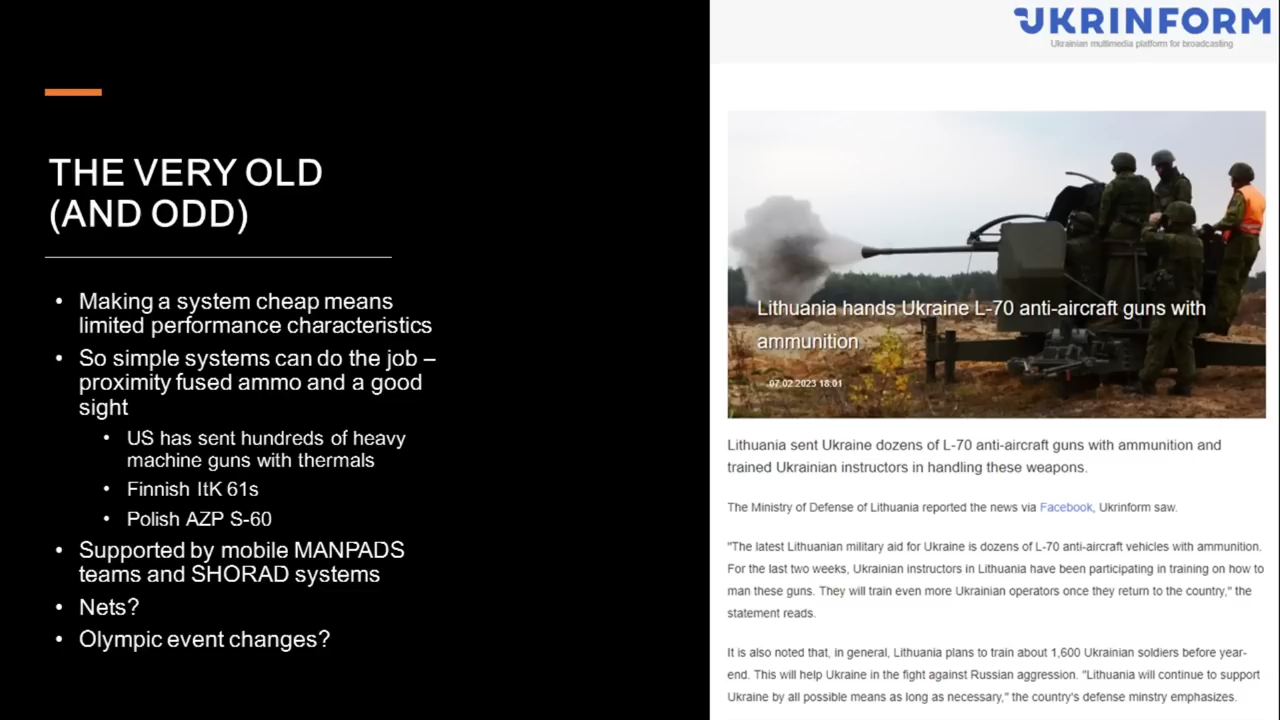 THE VERY OLD
(AND ODD)
• Making a system cheap means
limited performance characteristics
• So simple systems can do the job –
proximity fused ammo and a good
sight
• US has sent hundreds of heavy
machine guns with thermals
• Finnish ItK 61s
• Polish AZP S-60
• Supported by mobile MANPADS
teams and SHORAD systems
• Nets?
• Olympic event changes?
UKRINFORM
Ukrainian multimedia platform for broadcasting
Lithuania hands Ukraine L-70 anti-aircraft guns with
ammunition
07.02.2023 18:01
Lithuania sent Ukraine dozens of L-70 anti-aircraft guns with ammunition and
trained Ukrainian instructors in handling these weapons.
The Ministry of Defense of Lithuania reported the news via Facebook, Ukrinform saw.
"The latest Lithuanian military aid for Ukraine is dozens of L-70 anti-aircraft vehicles with ammunition.
For the last two weeks, Ukrainian instructors in Lithuania have been participating in training on how to
man these guns. They will train even more Ukrainian operators once they return to the country," the
statement reads.
It is also noted that, in general, Lithuania plans to train about 1,600 Ukrainian soldiers before year-
end. This will help Ukraine in the fight against Russian aggression. "Lithuania will continue to support
Ukraine by all possible means as long as necessary," the country's defense minstry emphasizes.